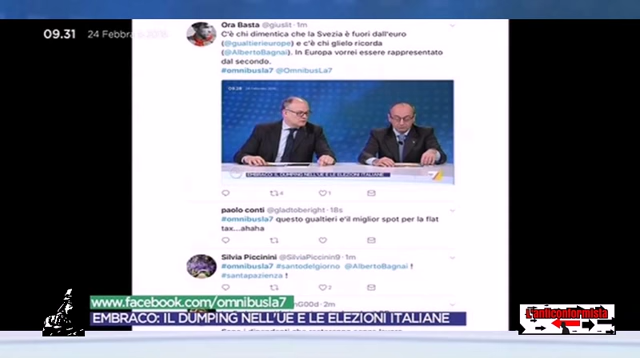 09.31
24 Febbraio
Ora Basta @giuslit · 1m
C'è chi dimentica che la Svezia è fuori dall'euro
(@gualtierieurope) e c'è chi glielo ricorda
(@AlbertoBagnai). In Europa vorrei essere rappresentato
dal secondo.
#omnibusla7 @OmnibusLa7
EMBRACO: IL DUMPING NELL'UE E LE ELEZIONI ITALIANE
4
1
paolo conti @gladtoberight · 18s
#omnibusla7 questo gualtieri e'il miglior spot per la flat
tax...ahaha
Silvia Piccinini @SilviaPiccinin9 · 1m
#omnibusla7 #santodelgiorno @AlbertoBagnai !
#santapazienza !
2
2m
www.facebook.com/omnibusla7
EMBRACO: IL DUMPING NELL'UE E LE ELEZIONI ITALIANE
L'anticonformista